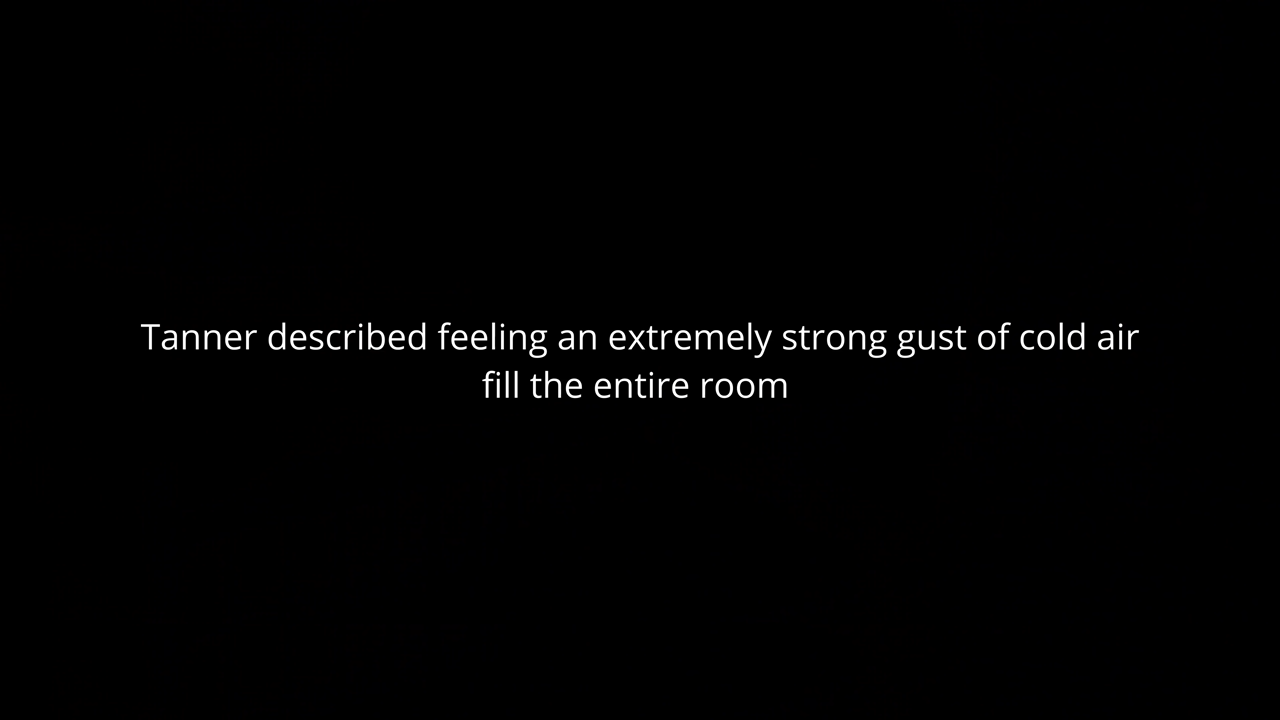 Tanner described feeling an extremely strong gust of cold air
fill the entire room